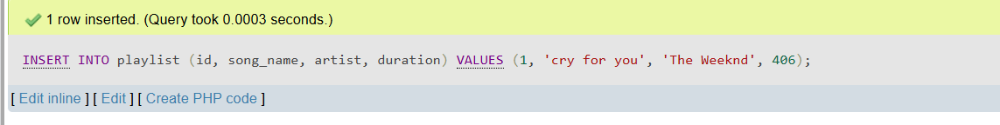 1 row inserted. (Query took 0.0003 seconds.)
INSERT INTO playlist (id, song_name, artist, duration) VALUES (1, 'cry for you', 'The Weeknd', 406);
[ Edit inline ] [ Edit ] [ Create PHP code ]